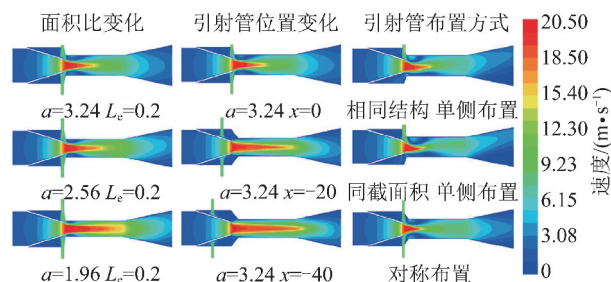 面积比变化 引射管位置变化 引射管布置方式
a=3.24 Le=0.2 a=3.24 x=0 相同结构 单侧布置
a=2.56 Le=0.2 a=3.24 x=−20 同截面积 单侧布置
a=1.96 Le=0.2 a=3.24 x=−40 对称布置
20.50
18.50
15.40
12.30
9.23
6.15
3.08
0
速度/(m•s⁻¹)